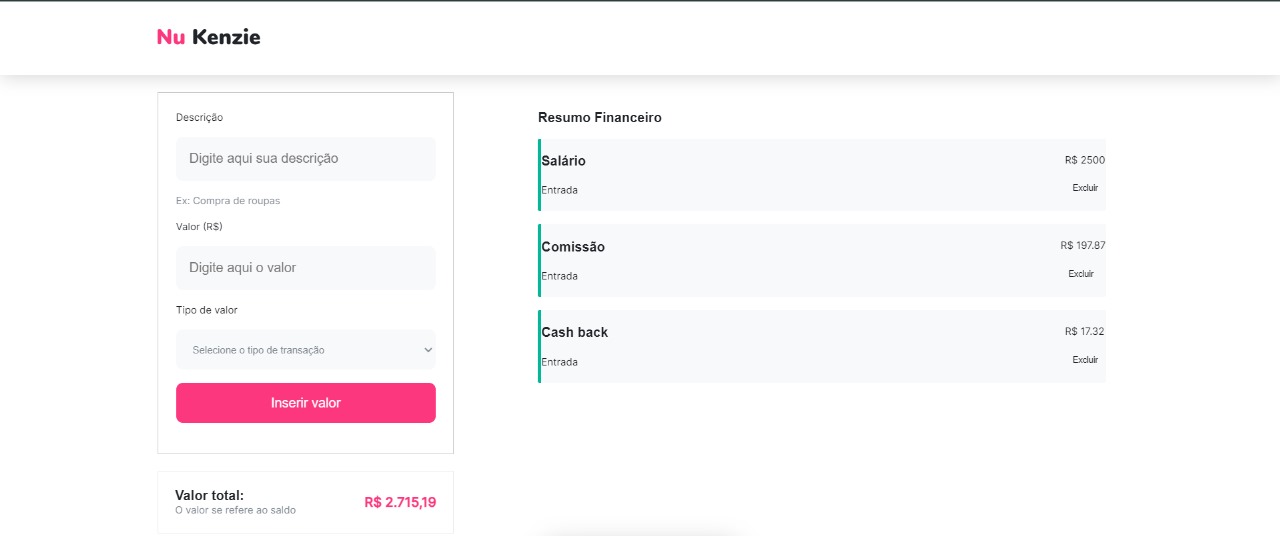 Nu Kenzie
Descrição
Digite aqui sua descrição
Ex: Compra de roupas
Valor (R$)
Digite aqui o valor
Tipo de valor
Selecione o tipo de transação
Inserir valor
Valor total:
O valor se refere ao saldo
R$ 2.715,19
Resumo Financeiro
Salário
R$ 2500
Entrada
Excluir
Comissão
R$ 197.87
Entrada
Excluir
Cash back
R$ 17.32
Entrada
Excluir